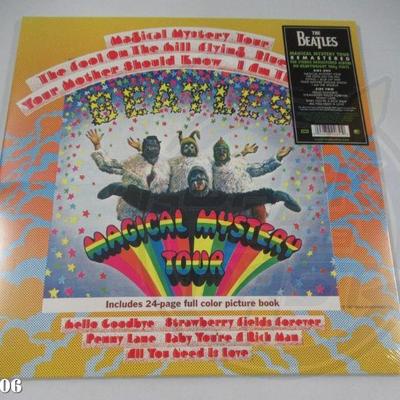 Magical Mystery Tour
The Fool On The Hill Flying Blue
Your Mother Should Know I Am T
THE
BEATLES
MAGICAL MYSTERY TOUR
REMASTERED
BEATLES
MAGICAL MYSTERY
TOUR
Includes 24-page full color picture book
Hello Goodbye Strawberry Fields Forever
Penny Lane Baby You're A Rich Man
All You Need Is Love
06